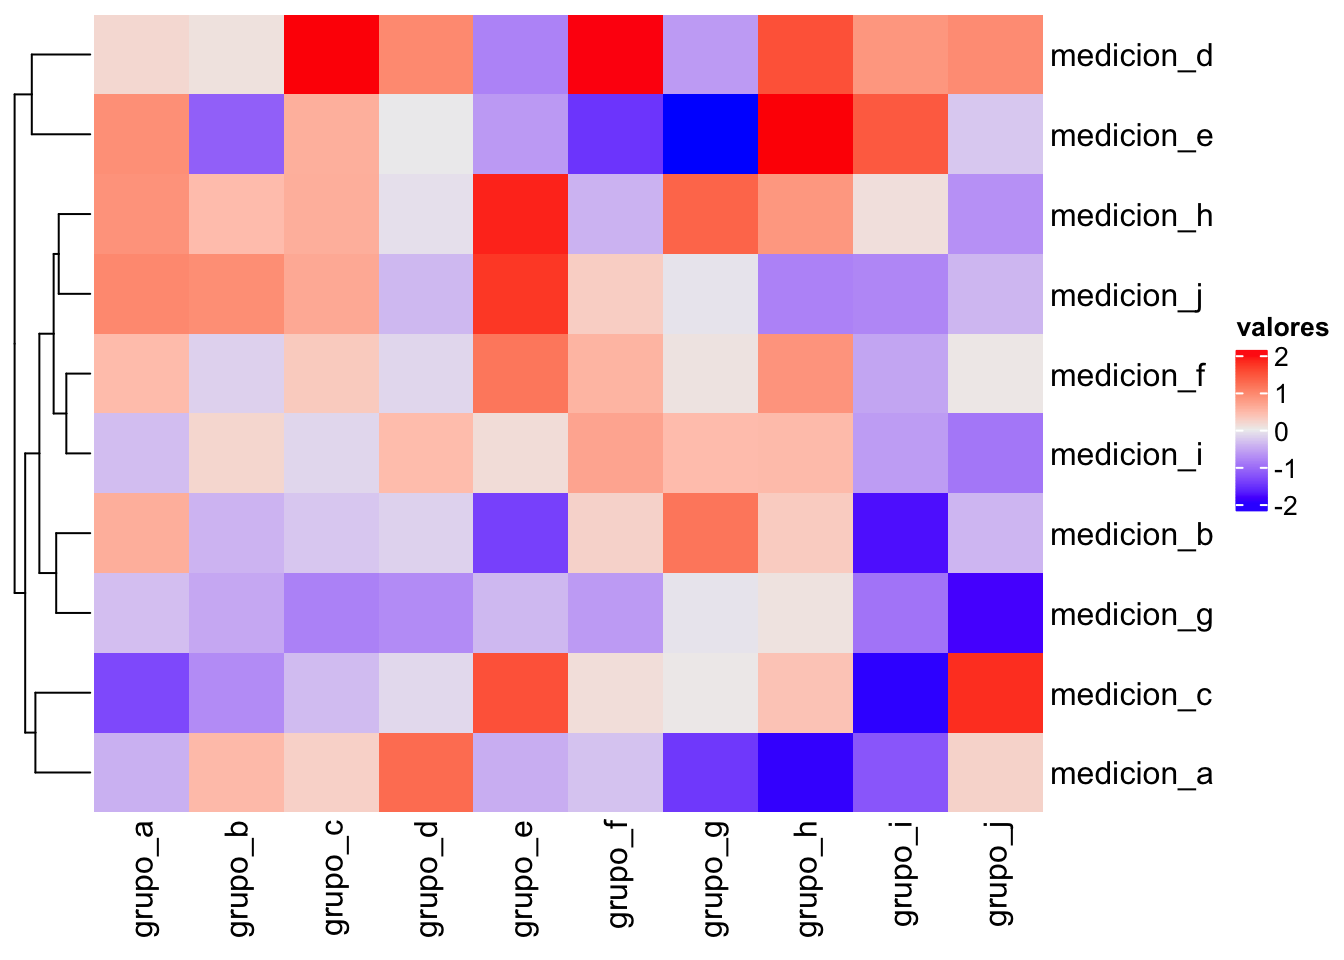 medicion_d
medicion_e
medicion_h
medicion_j
medicion_f
medicion_i
medicion_b
medicion_g
medicion_c
medicion_a
grupo_a
grupo_b
grupo_c
grupo_d
grupo_e
grupo_f
grupo_g
grupo_h
grupo_i
grupo_j
valores
2
1
0
-1
-2